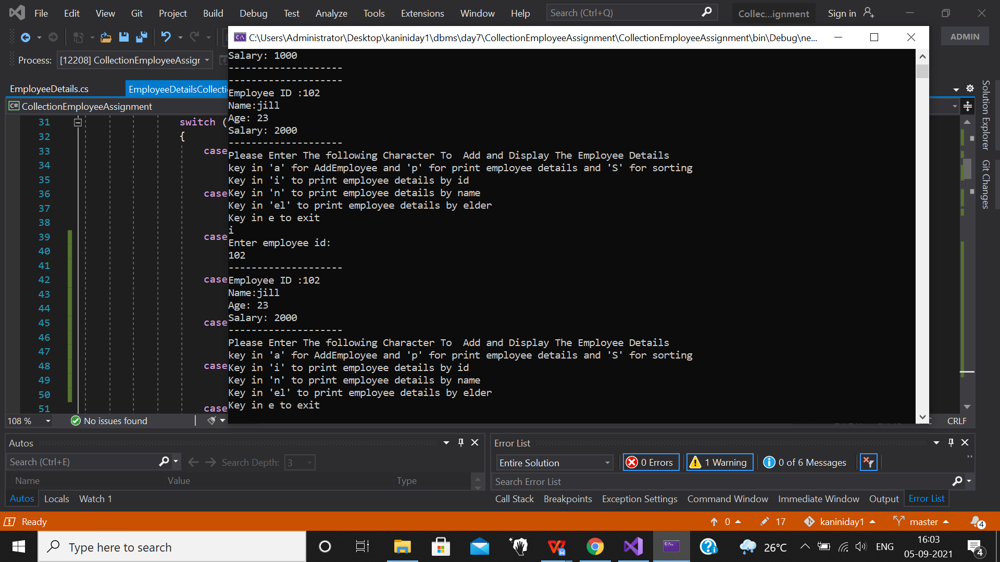 File Edit View Git Project Build Debug Test Analyze Tools Extensions Window Help Search (Ctrl+Q) Collec...ignment Sign in
ADMIN
Process: [12208] CollectionEmployeeAssigr
C:\Users\Administrator\Desktop\kaniniday1\dbms\day7\CollectionEmployeeAssignment\CollectionEmployeeAssignment\bin\Debug\ne...
EmployeeDetails.cs EmployeeDetailsCollecti
C# CollectionEmployeeAssignment
31 switch (
32 {
33 case
34
35
36 case
37
38
39 case
40
41
42 case
43
44
45 case
46
47
48 case
49
50
51 case
Salary: 1000
--------------------
--------------------
Employee ID :102
Name:jill
Age: 23
Salary: 2000
--------------------
Please Enter The following Character To  Add and Display The Employee Details
key in 'a' for AddEmployee and 'p' for print employee details and 'S' for sorting
Key in 'i' to print employee details by id
Key in 'n' to print employee details by name
Key in 'el' to print employee details by elder
Key in e to exit
i
Enter employee id:
102
--------------------
Employee ID :102
Name:jill
Age: 23
Salary: 2000
--------------------
Please Enter The following Character To  Add and Display The Employee Details
key in 'a' for AddEmployee and 'p' for print employee details and 'S' for sorting
Key in 'i' to print employee details by id
Key in 'n' to print employee details by name
Key in 'el' to print employee details by elder
Key in e to exit
Solution Explorer
Git Changes
108 % No issues found CRLF
Autos
Search (Ctrl+E) Search Depth: 3
Name Value Type
Autos Locals Watch 1
Error List
Entire Solution 0 Errors 1 Warning 0 of 6 Messages
Search Error List
Call Stack Breakpoints Exception Settings Command Window Immediate Window Output Error List
Ready 0 17 kaniniday1 master 4
Type here to search 26°C ENG 16:03
05-09-2021 4